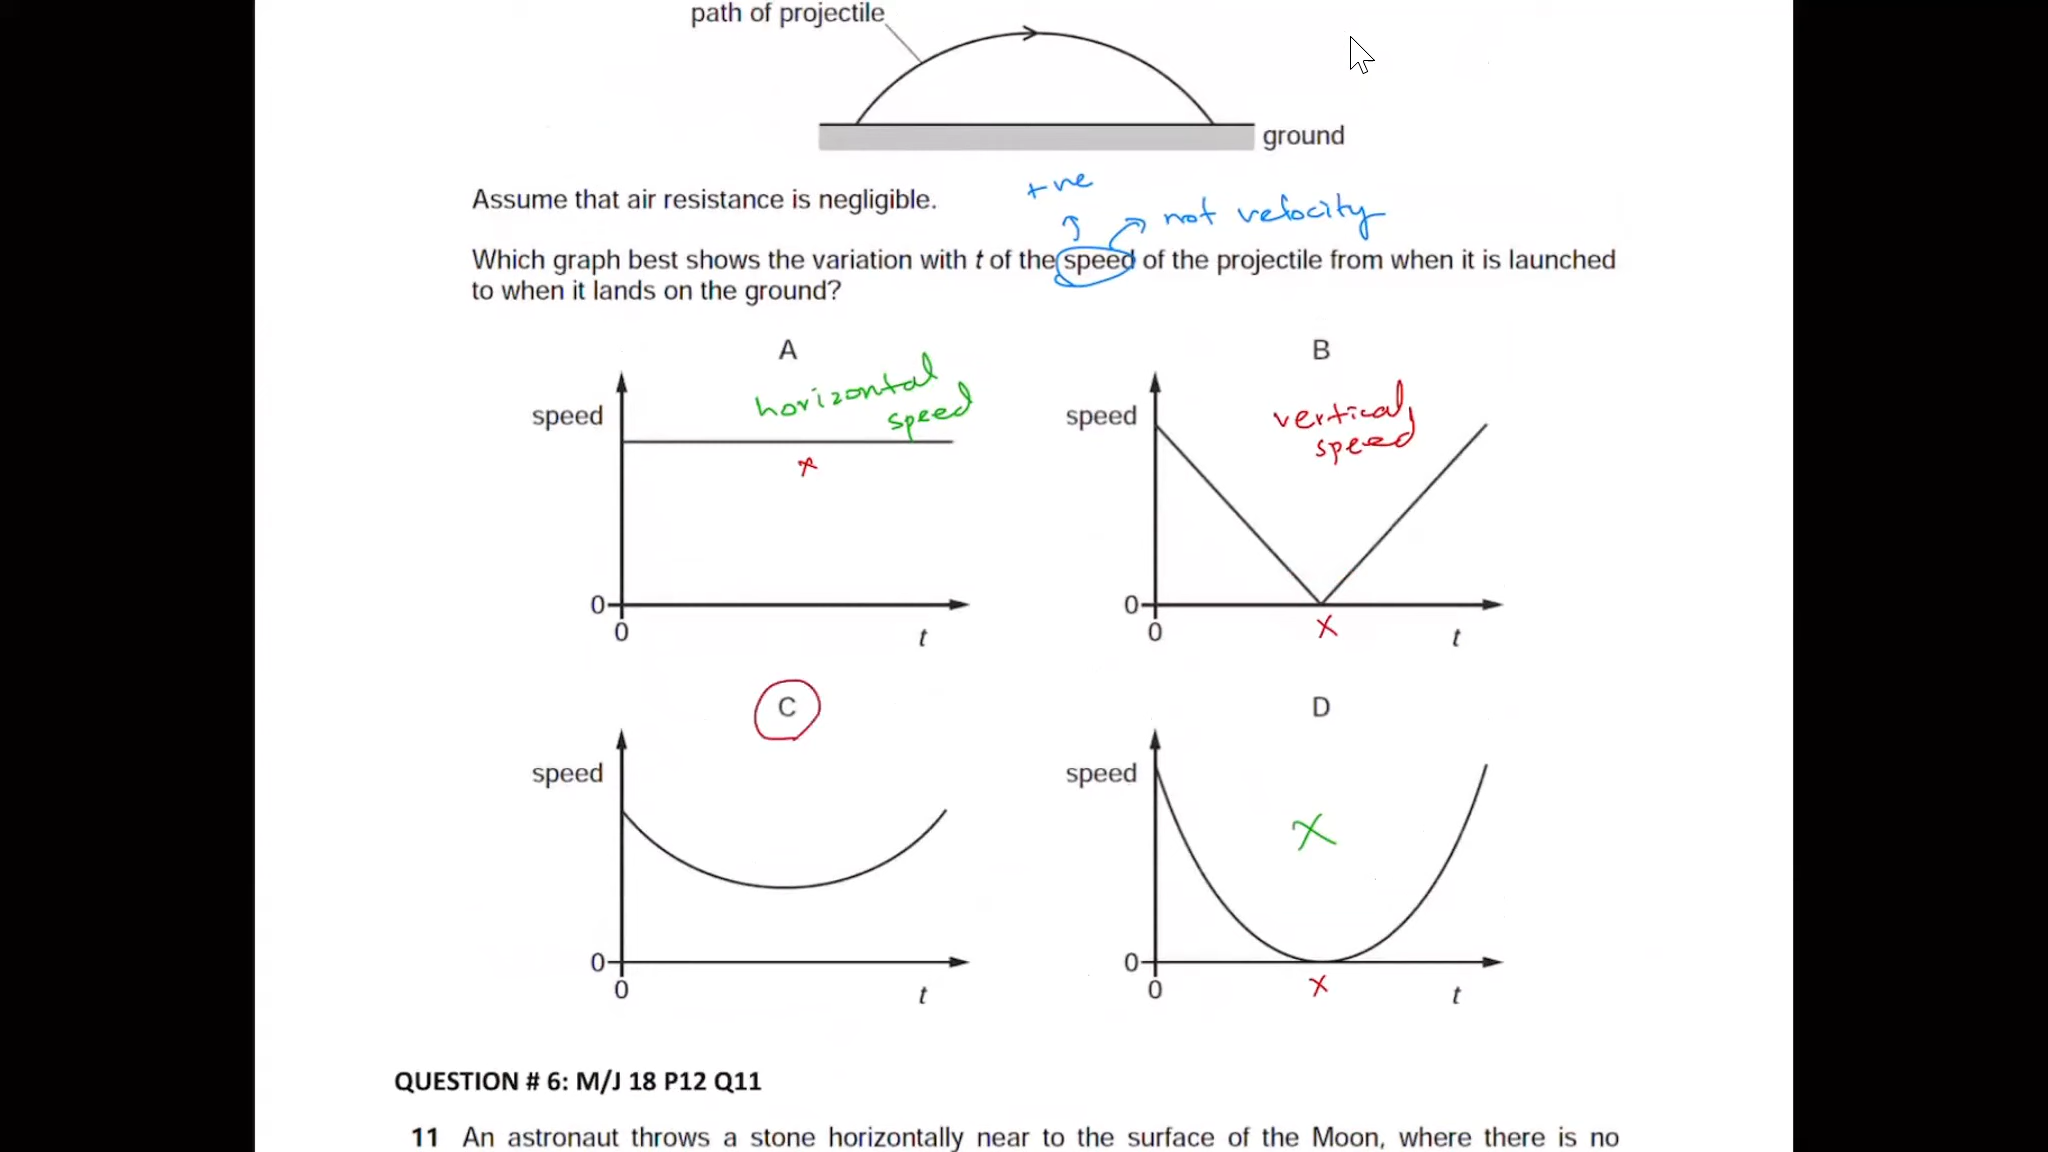 path of projectile
ground
+ve
not velocity
Assume that air resistance is negligible.
Which graph best shows the variation with t of the speed of the projectile from when it is launched
to when it lands on the ground?
A
horizontal
speed
speed
x
0
0
t
B
vertical
speed
speed
0
0
x
t
C
speed
0
0
t
D
speed
x
0
0
x
t
QUESTION # 6: M/J 18 P12 Q11
11 An astronaut throws a stone horizontally near to the surface of the Moon, where there is no